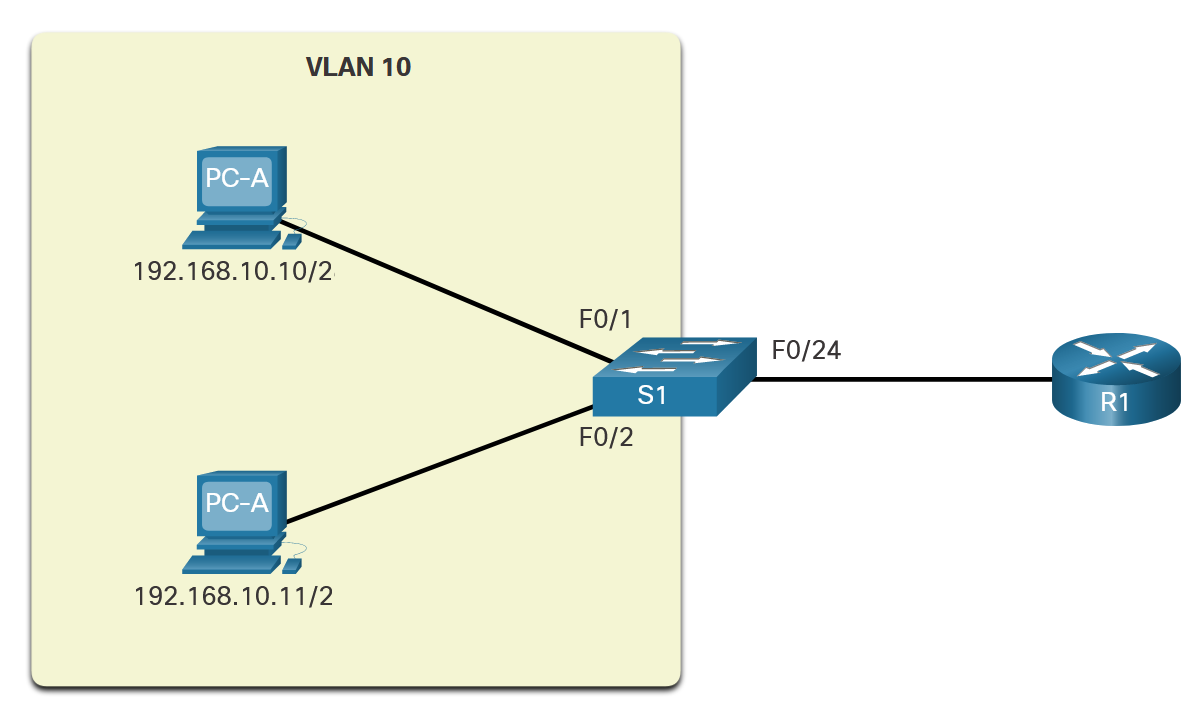 VLAN 10
PC-A
192.168.10.10/2
F0/1
F0/24
S1
R1
F0/2
PC-A
192.168.10.11/2